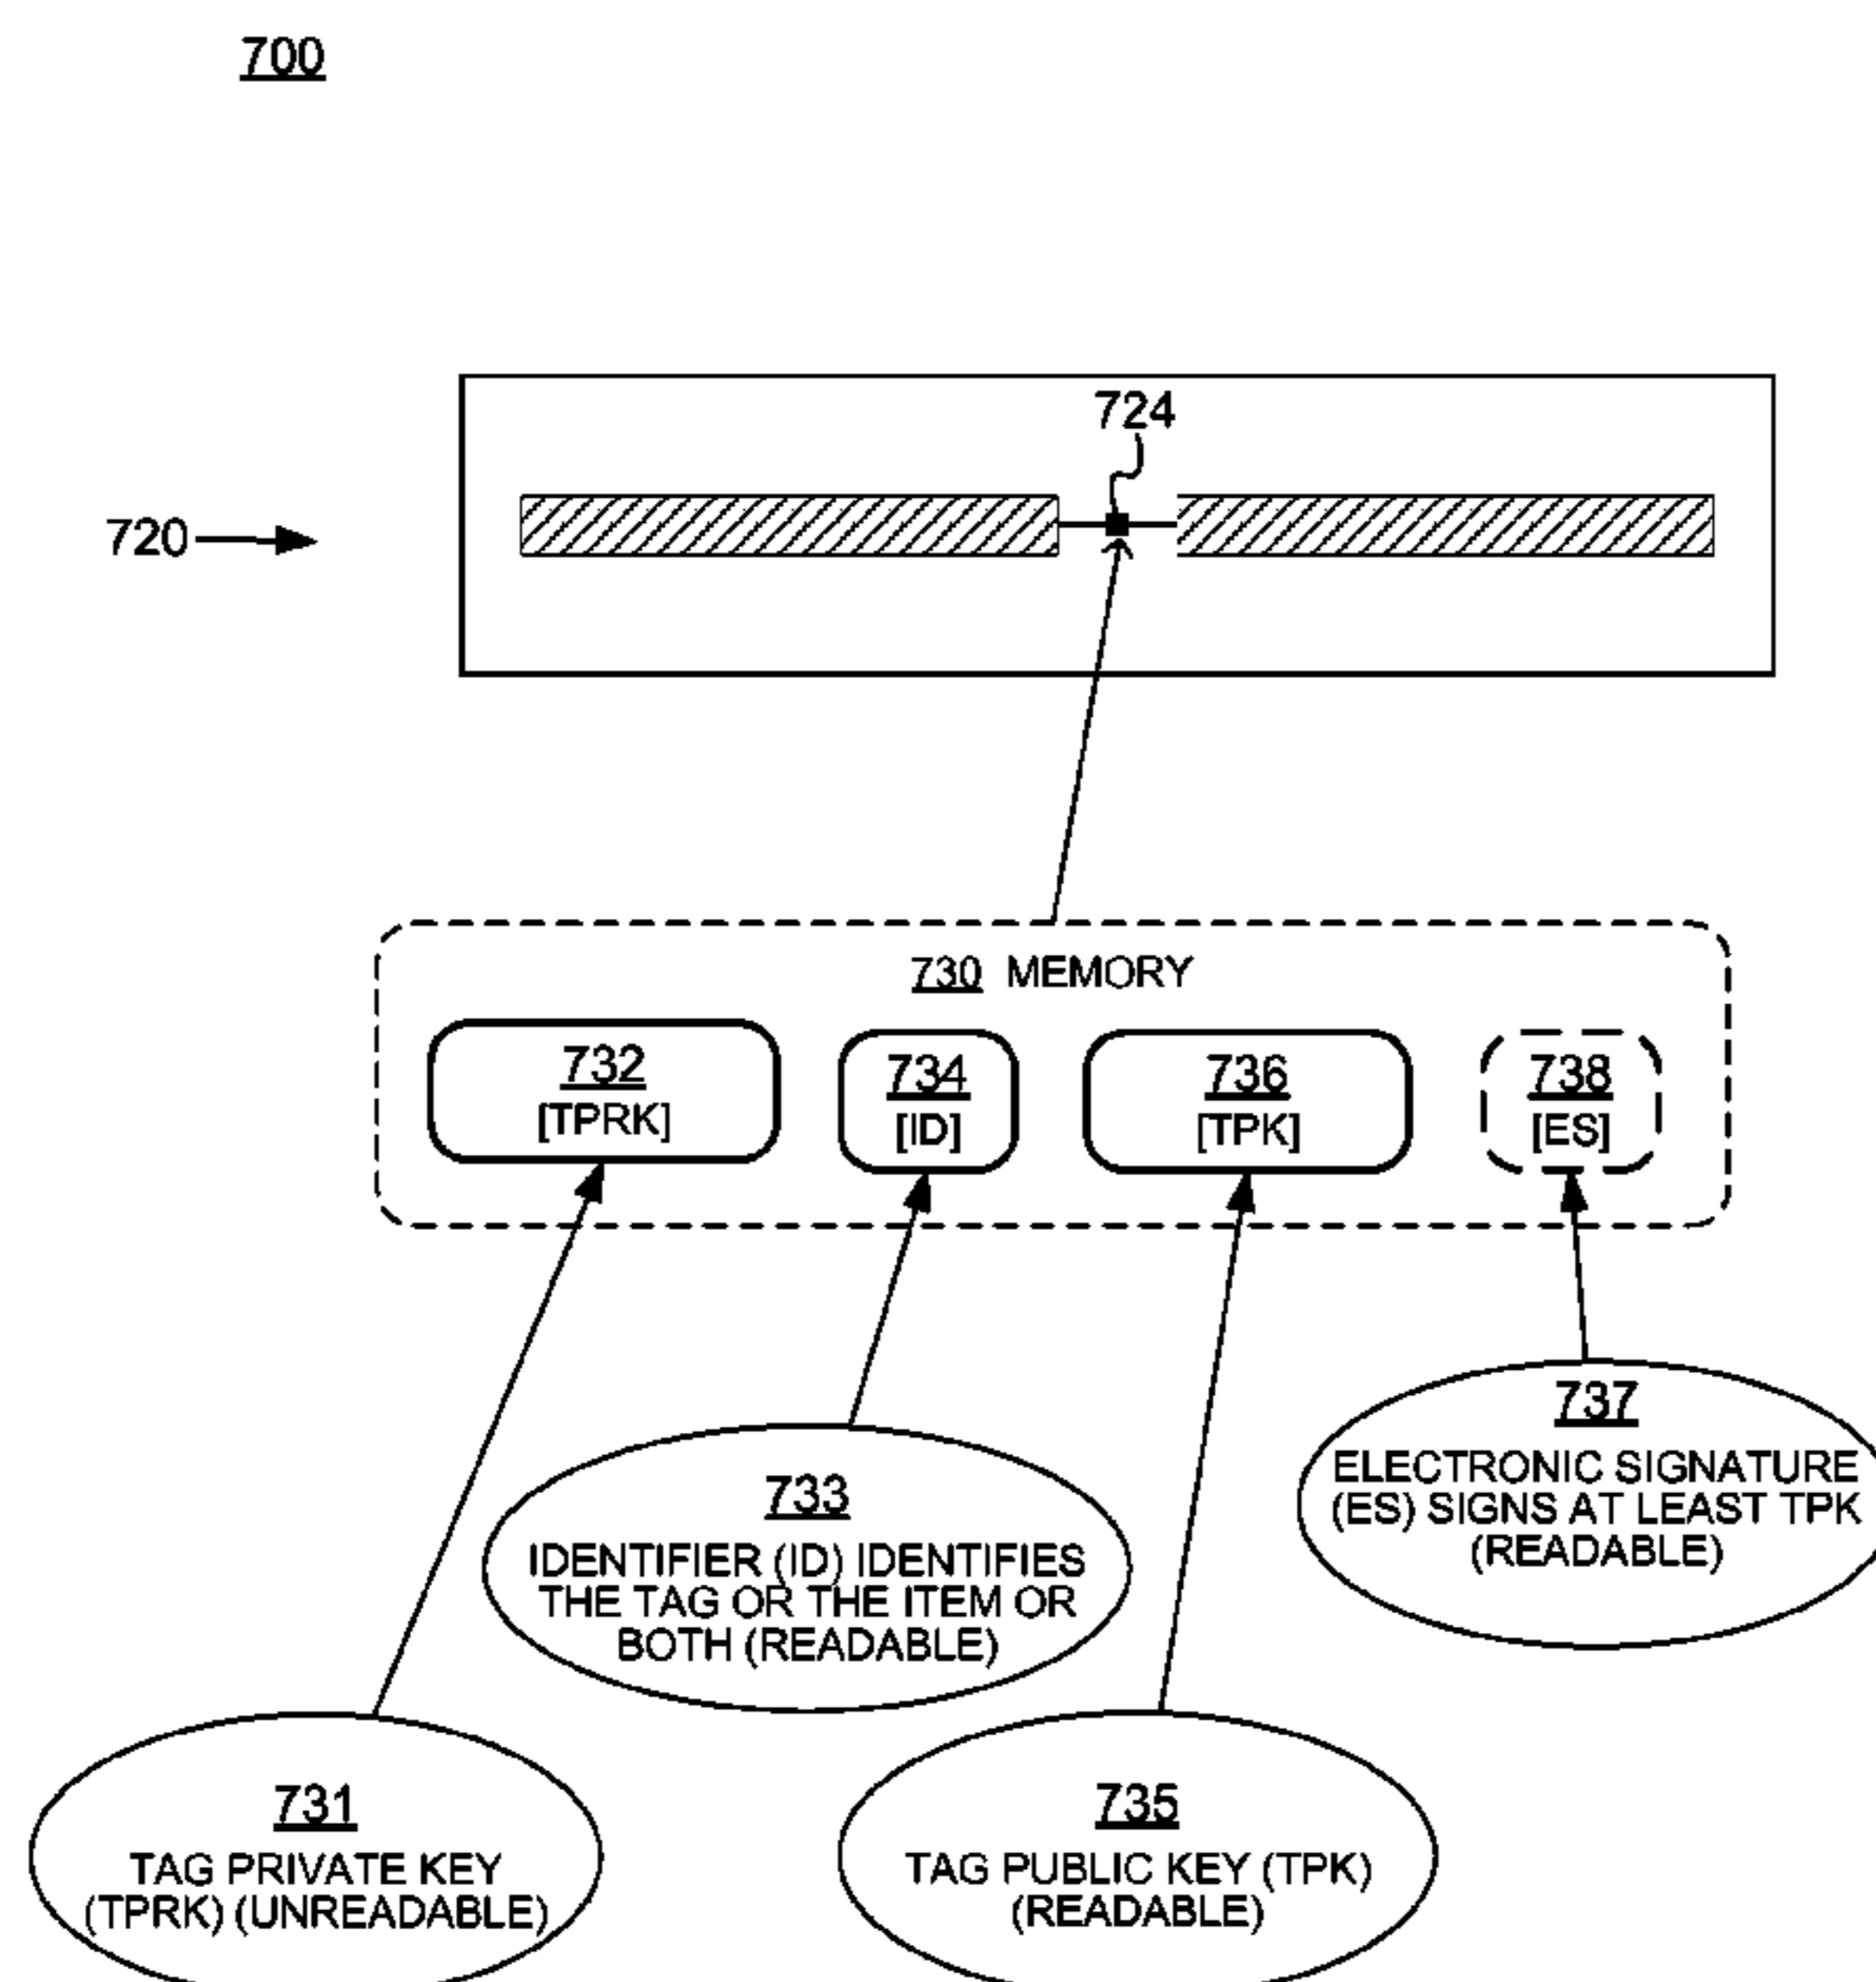 700
724
720
730 MEMORY
732
[TPRK]
734
[ID]
736
[TPK]
738
[ES]
737
ELECTRONIC SIGNATURE
(ES) SIGNS AT LEAST TPK
(READABLE)
733
IDENTIFIER (ID) IDENTIFIES
THE TAG OR THE ITEM OR
BOTH (READABLE)
731
TAG PRIVATE KEY
(TPRK) (UNREADABLE)
735
TAG PUBLIC KEY (TPK)
(READABLE)